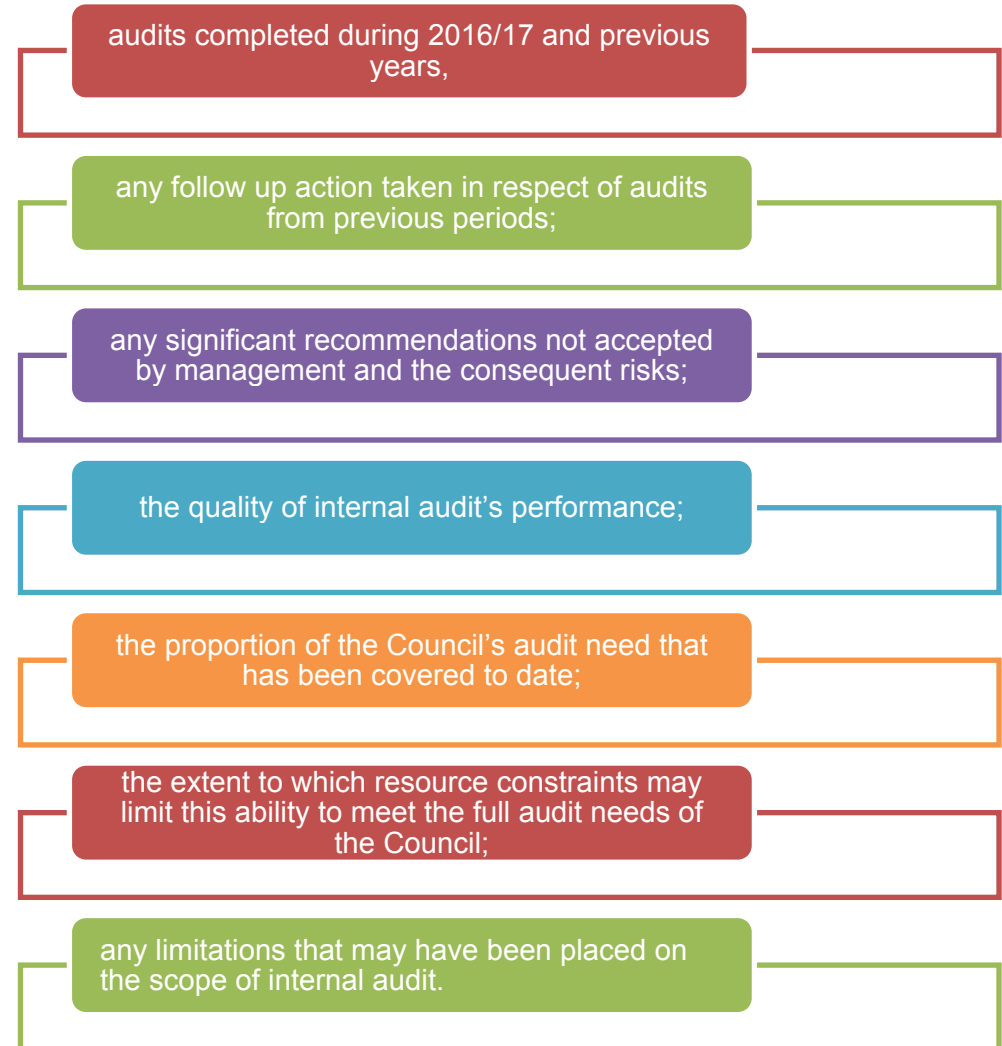 audits completed during 2016/17 and previous
years,
any follow up action taken in respect of audits
from previous periods;
any significant recommendations not accepted
by management and the consequent risks;
the quality of internal audit’s performance;
the proportion of the Council’s audit need that
has been covered to date;
the extent to which resource constraints may
limit this ability to meet the full audit needs of
the Council;
any limitations that may have been placed on
the scope of internal audit.